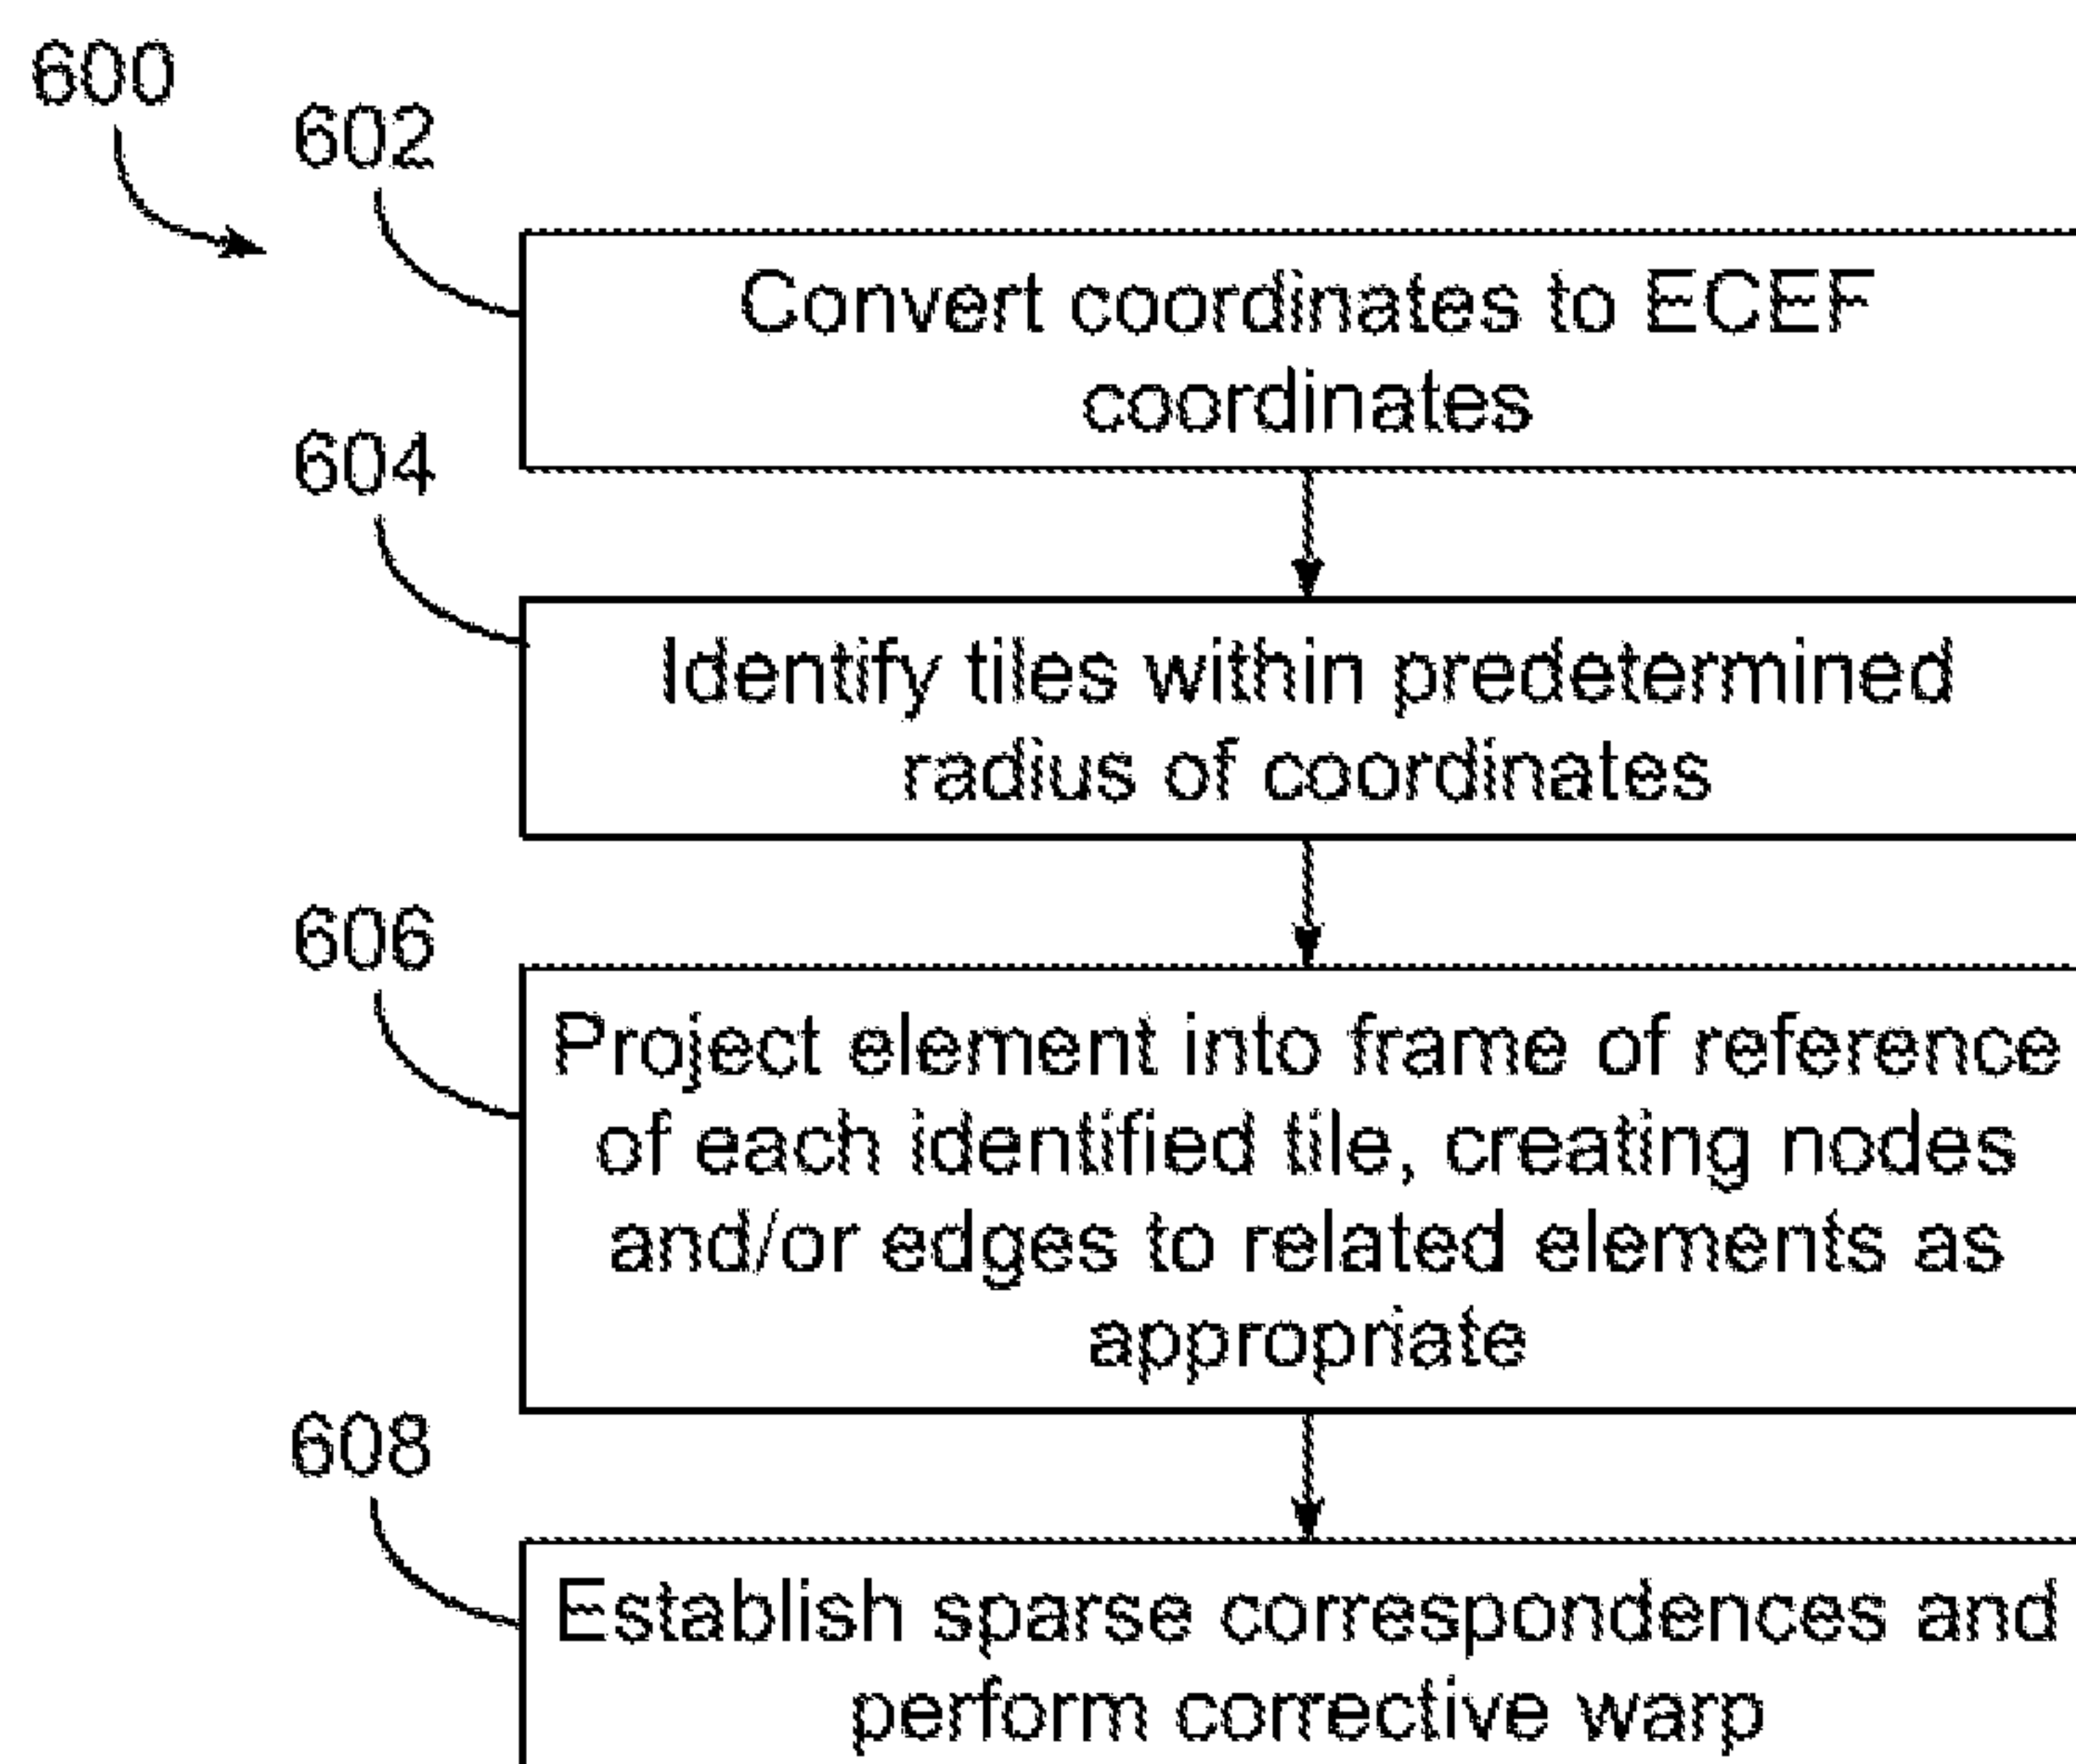 600
602
Convert coordinates to ECEF
coordinates
604
Identify tiles within predetermined
radius of coordinates
606
Project element into frame of reference
of each identified tile, creating nodes
and/or edges to related elements as
appropriate
608
Establish sparse correspondences and
perform corrective warp